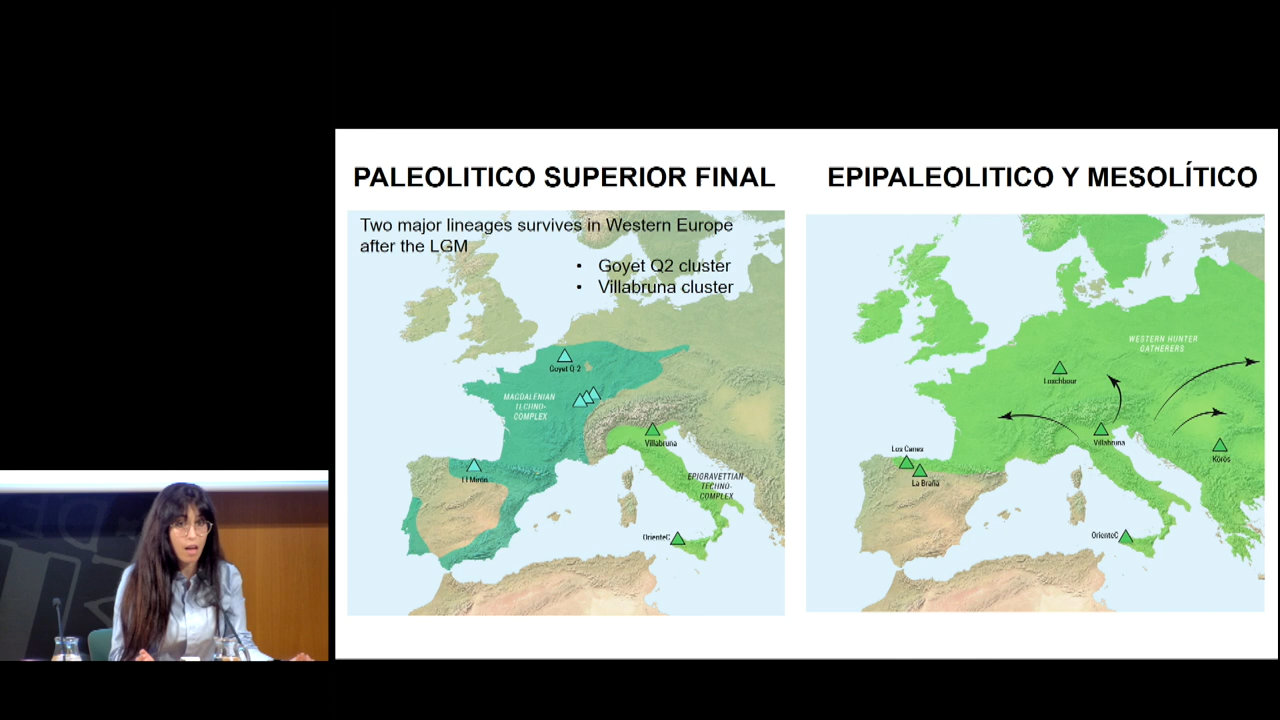 PALEOLITICO SUPERIOR FINAL
Two major lineages survives in Western Europe
after the LGM
• Goyet Q2 cluster
• Villabruna cluster
Goyet Q 2
MAGDALENIAN
TECHNO-
COMPLEX
Villabruna
El Mirón
EPIGRAVETTIAN
TECHNO-
COMPLEX
OrienteC
EPIPALEOLITICO Y MESOLÍTICO
WESTERN HUNTER
GATHERERS
Loschbour
Villabruna
Los Canes
La Braña
Körös
OrienteC